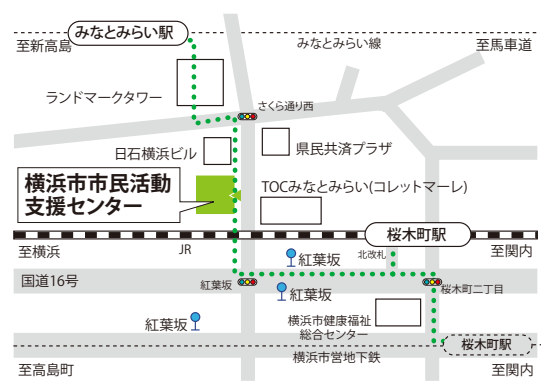 みなとみらい駅
至新高島
みなとみらい線
至馬車道
ランドマークタワー
さくら通り西
日石横浜ビル
県民共済プラザ
横浜市市民活動
支援センター
TOCみなとみらい(コレットマーレ)
桜木町駅
至横浜
JR
北改札
至関内
紅葉坂
国道16号
紅葉坂
紅葉坂
桜木町二丁目
紅葉坂
横浜市健康福祉
総合センター
桜木町駅
横浜市営地下鉄
至高島町
至関内